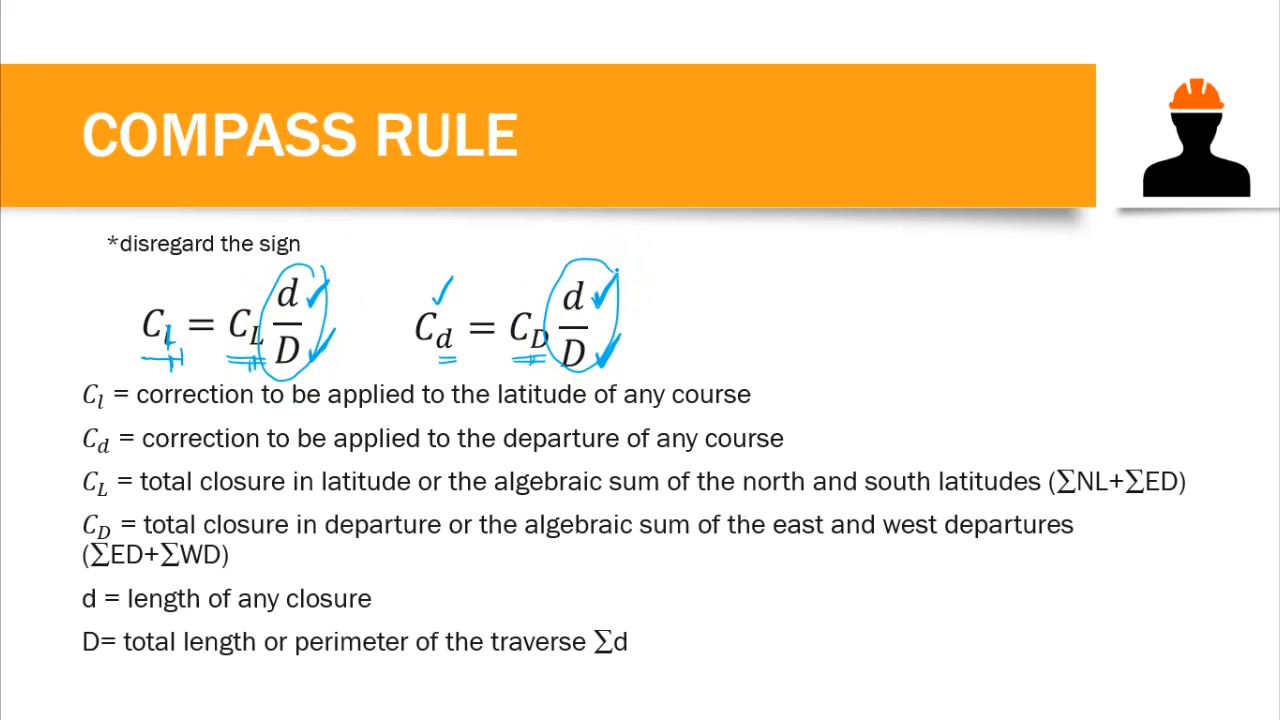 COMPASS RULE
*disregard the sign
C_l = C_L d/D    C_d = C_D d/D
C_l = correction to be applied to the latitude of any course
C_d = correction to be applied to the departure of any course
C_L = total closure in latitude or the algebraic sum of the north and south latitudes (∑NL+∑ED)
C_D = total closure in departure or the algebraic sum of the east and west departures
(∑ED+∑WD)
d = length of any closure
D= total length or perimeter of the traverse ∑d